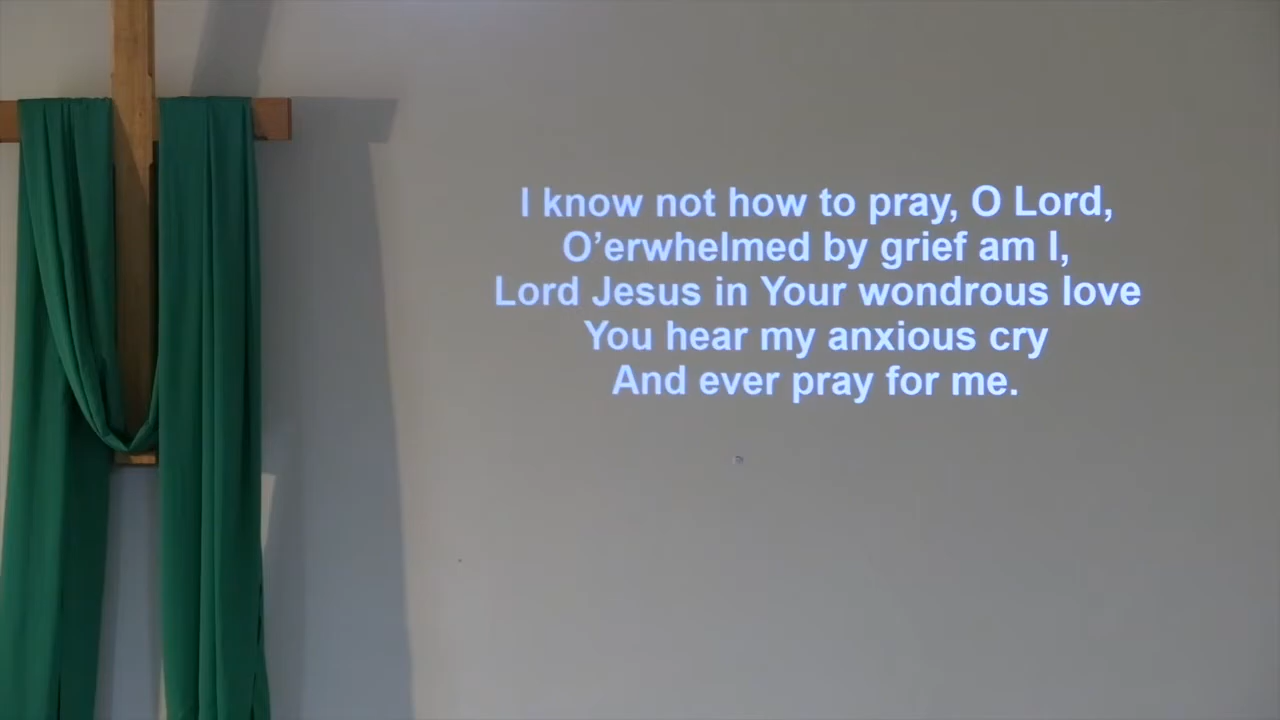 I know not how to pray, O Lord,
O’erwhelmed by grief am I,
Lord Jesus in Your wondrous love
You hear my anxious cry
And ever pray for me.